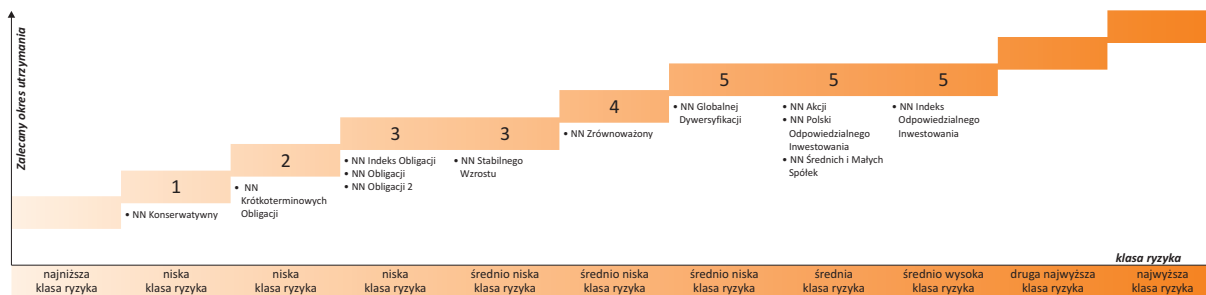 Zalecany okres utrzymania
1
• NN Konserwatywny
2
• NN
Krótkoterminowych
Obligacji
3
• NN Indeks Obligacji
• NN Obligacji
• NN Obligacji 2
3
• NN Stabilnego
Wzrostu
4
• NN Zrównoważony
5
• NN Globalnej
Dywersyfikacji
5
• NN Akcji
• NN Polski
Odpowiedzialnego
Inwestowania
• NN Średnich i Małych
Spółek
5
• NN Indeks
Odpowiedzialnego
Inwestowania
klasa ryzyka
najniższa
klasa ryzyka
niska
klasa ryzyka
niska
klasa ryzyka
niska
klasa ryzyka
średnio niska
klasa ryzyka
średnio niska
klasa ryzyka
średnio niska
klasa ryzyka
średnia
klasa ryzyka
średnio wysoka
klasa ryzyka
druga najwyższa
klasa ryzyka
najwyższa
klasa ryzyka